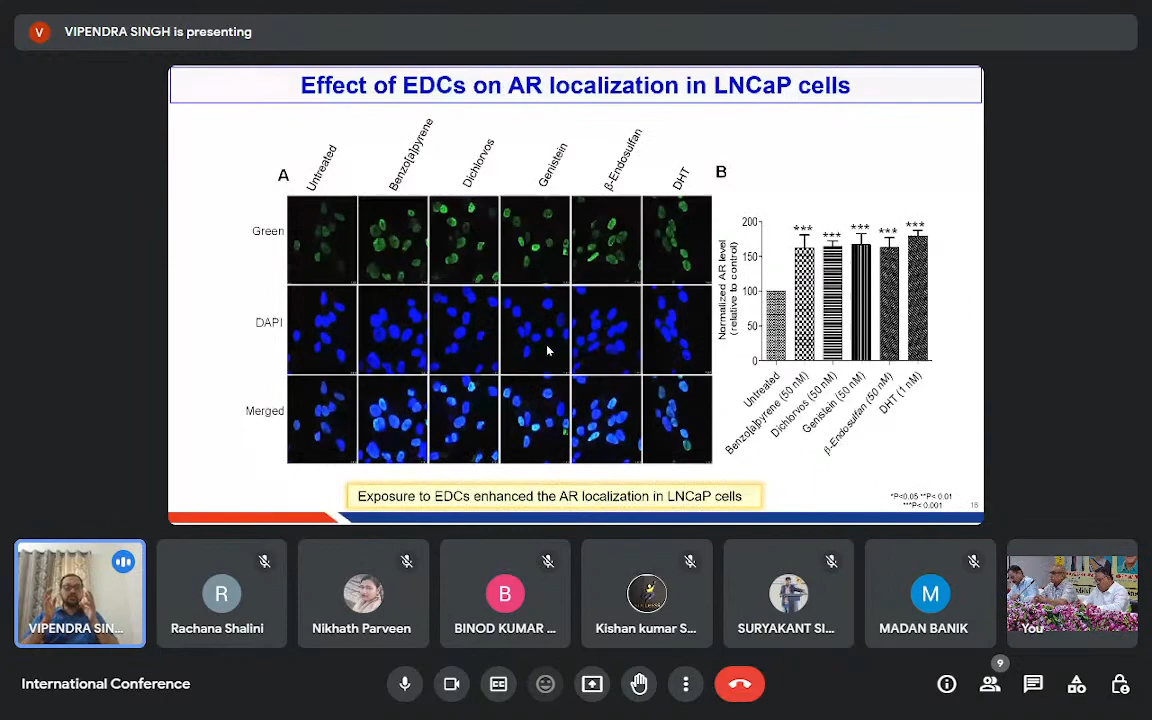 V
VIPENDRA SINGH is presenting
Effect of EDCs on AR localization in LNCaP cells
A
Untreated
Benzo[a]pyrene
Dichlorvos
Genistein
β-Endosulfan
DHT
Green
DAPI
Merged
B
Normalized AR level
(relative to control)
200
150
100
50
0
***
***
***
***
***
Untreated
Benzo[a]pyrene (50 nM)
Dichlorvos (50 nM)
Genistein (50 nM)
β-Endosulfan (50 nM)
DHT (1 nM)
Exposure to EDCs enhanced the AR localization in LNCaP cells
*P<0.05 **P< 0.01
***P< 0.001
VIPENDRA SIN...
R
Rachana Shalini
Nikhath Parveen
B
BINOD KUMAR ...
Kishan kumar S...
SURYAKANT SI...
M
MADAN BANIK
You
International Conference
9